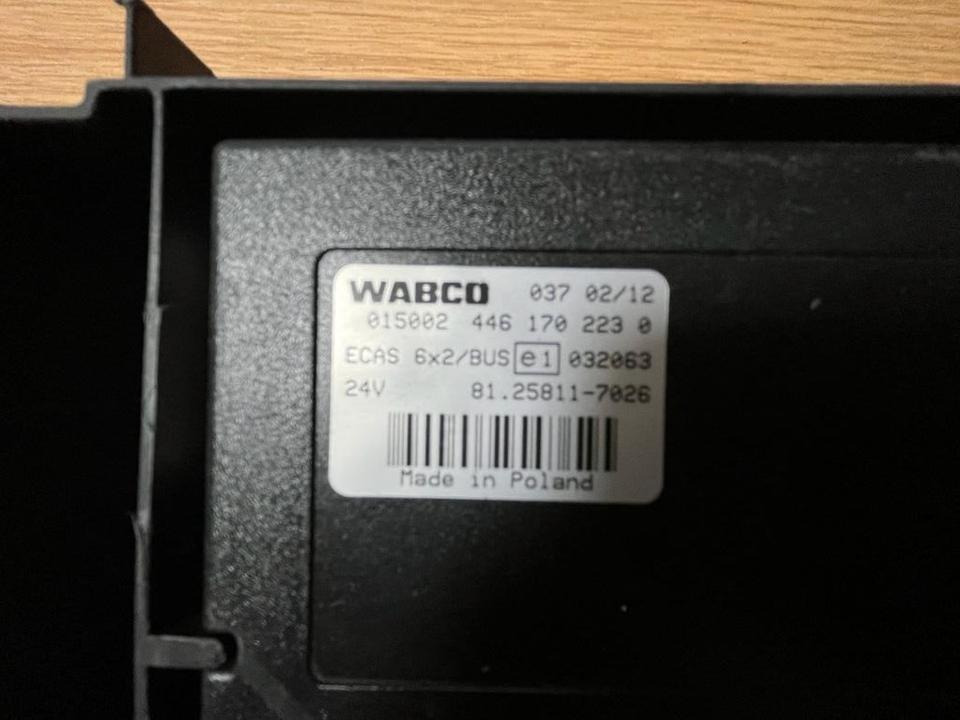 WABCO 037 02/12
015002 446 170 223 0
ECAS 6x2/BUS e1 032063
24V 81.25811-7026
Made in Poland